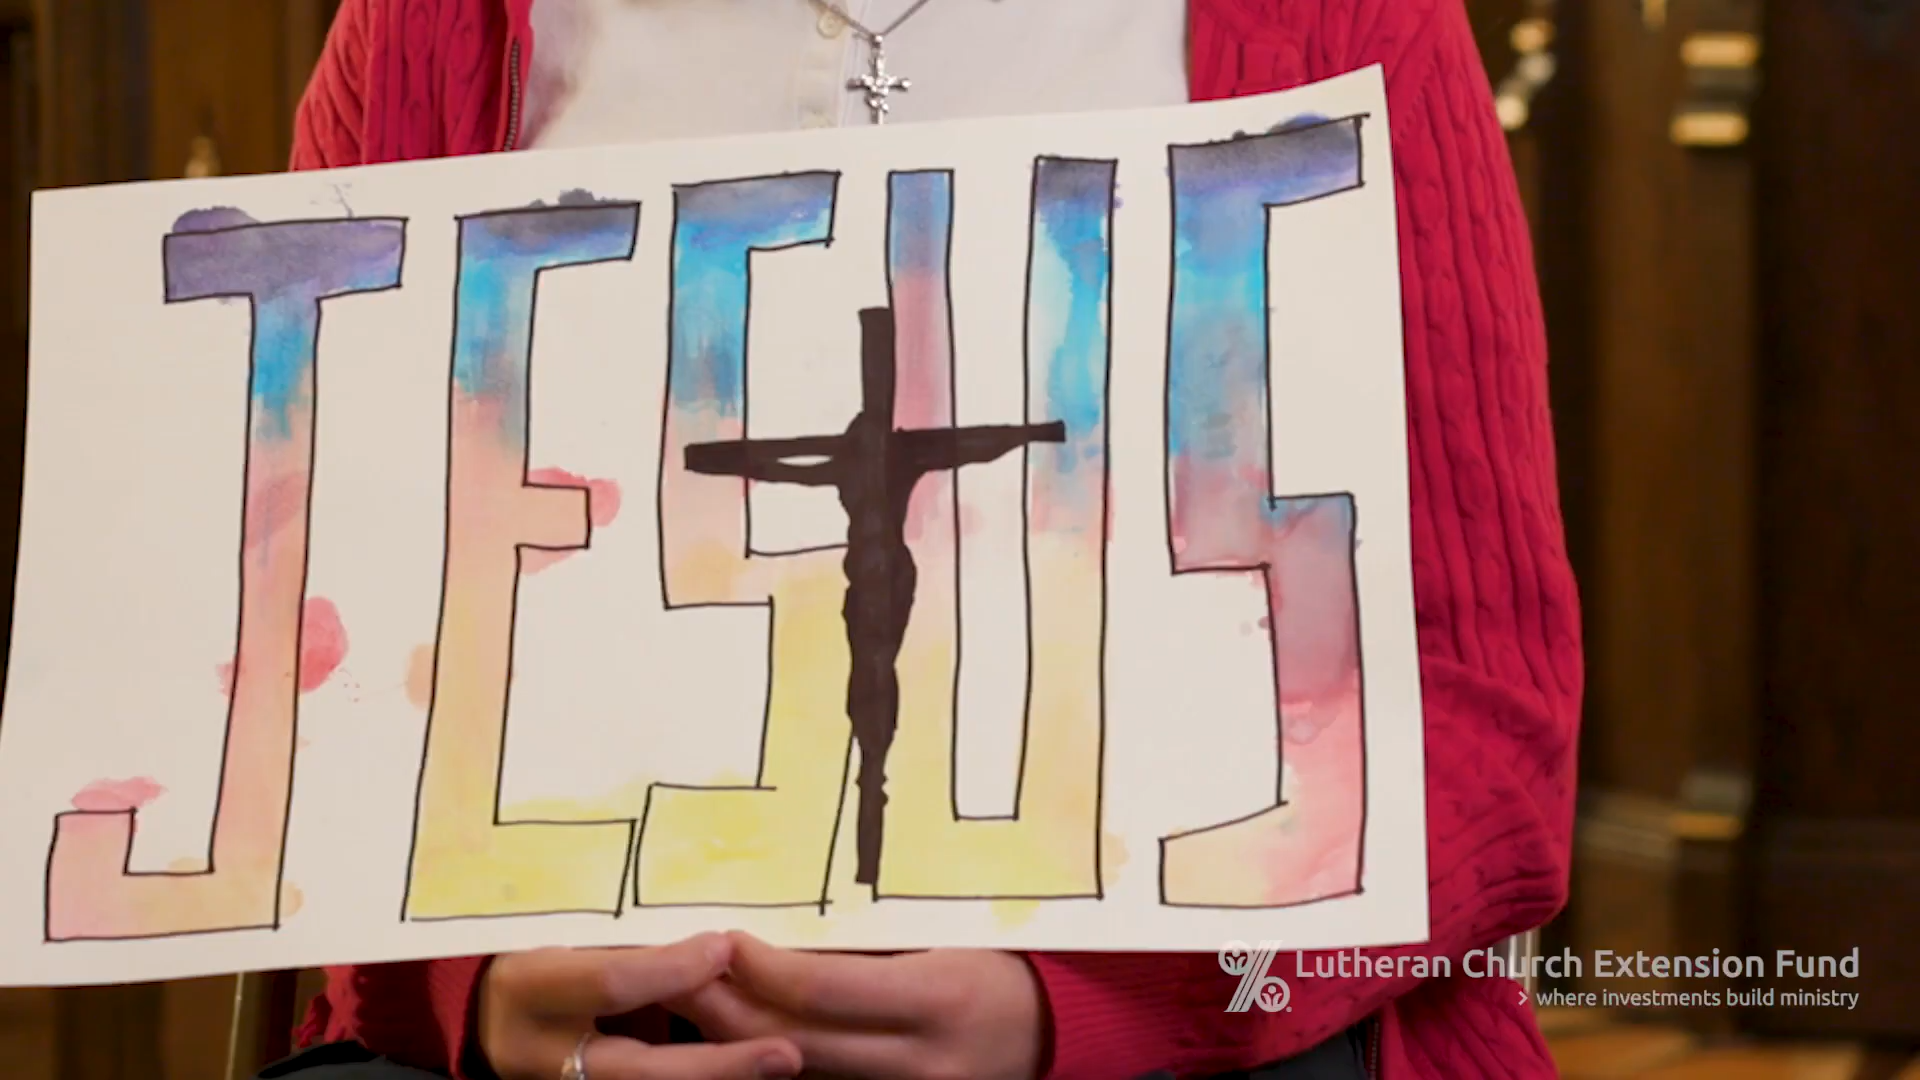 JESUS
Lutheran Church Extension Fund
> where investments build ministry